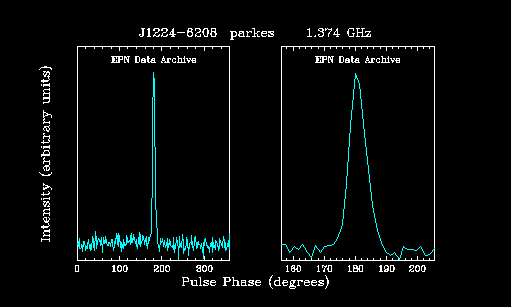 J1224-6208 parkes 1.374 GHz
EPN Data Archive
EPN Data Archive
Intensity (arbitrary units)
0 100 200 300
160 170 180 190 200
Pulse Phase (degrees)